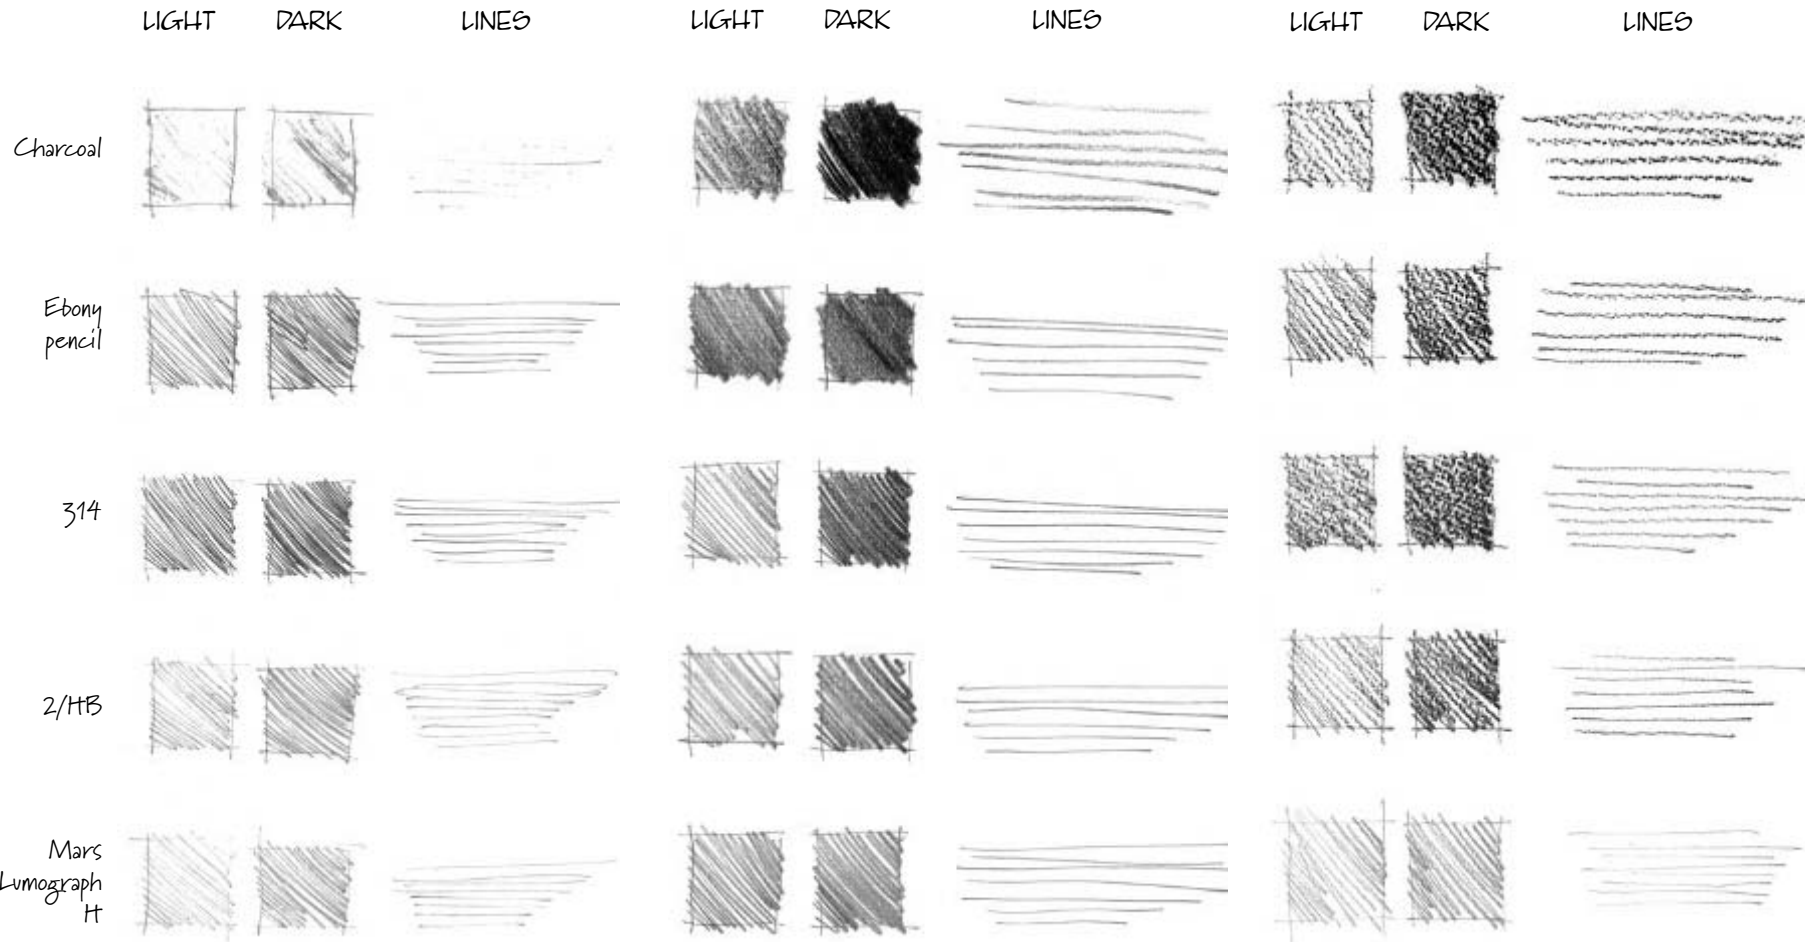 LIGHT DARK LINES LIGHT DARK LINES LIGHT DARK LINES
Charcoal
Ebony
pencil
314
2/HB
Mars
Lumograph
H